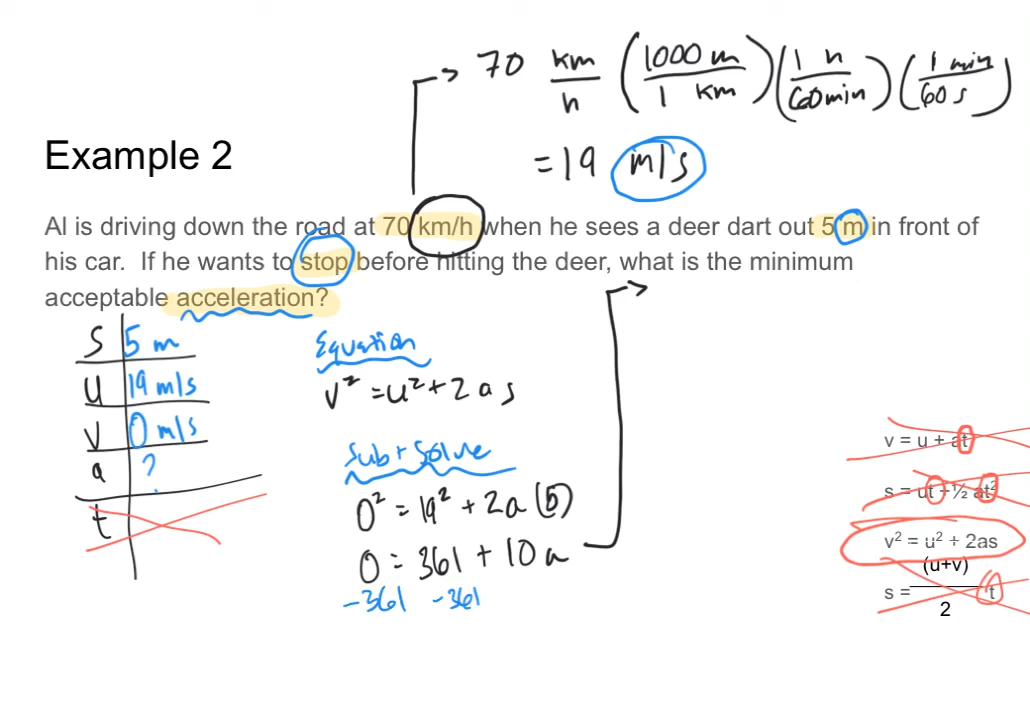 70 km/h (1000 m / 1 km) (1 h / 60 min) (1 min / 60 s)
= 19 m/s
Example 2
Al is driving down the road at 70 km/h when he sees a deer dart out 5 m in front of
his car. If he wants to stop before hitting the deer, what is the minimum
acceptable acceleration?
s 5 m
u 19 m/s
v 0 m/s
a ?
t
Equation
v² = u² + 2as
Sub + Solve
0² = 19² + 2a(5)
0 = 361 + 10a
-361 -361
v = u + at
s = ut + ½ at²
v² = u² + 2as
s = (u+v)/2 t